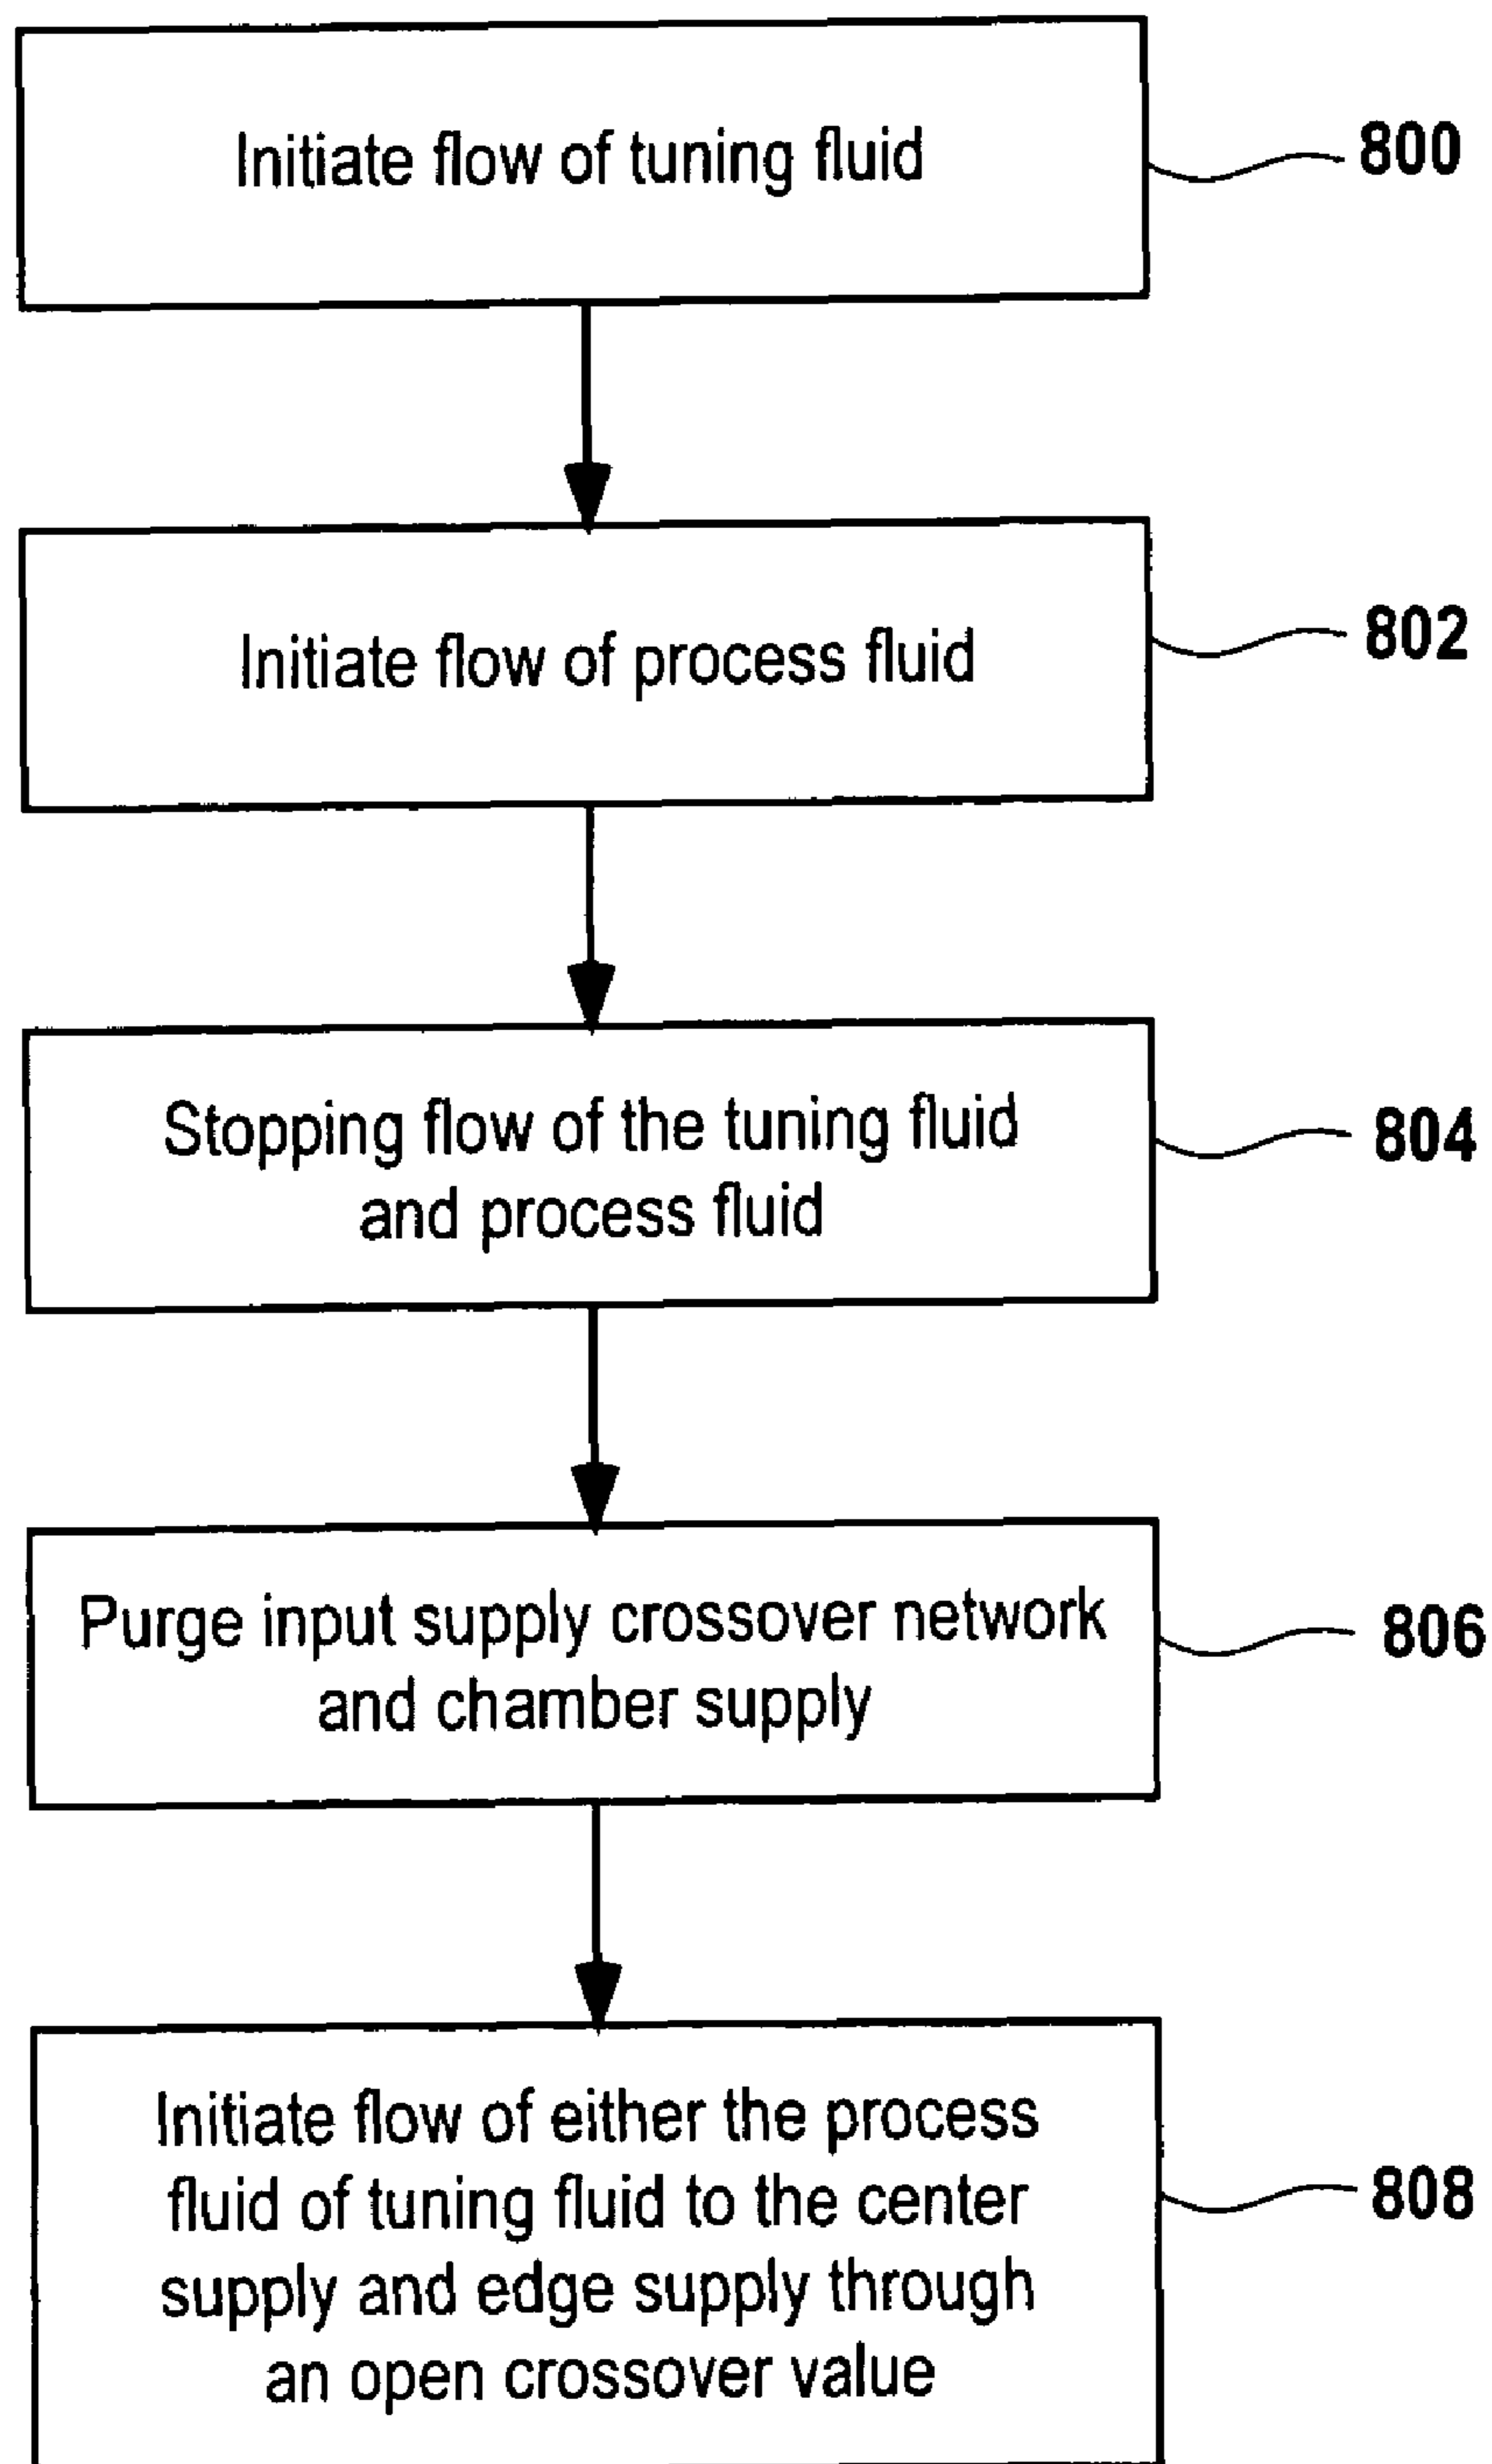 Initiate flow of tuning fluid
800
Initiate flow of process fluid
802
Stopping flow of the tuning fluid
and process fluid
804
Purge input supply crossover network
and chamber supply
806
Initiate flow of either the process
fluid of tuning fluid to the center
supply and edge supply through
an open crossover value
808